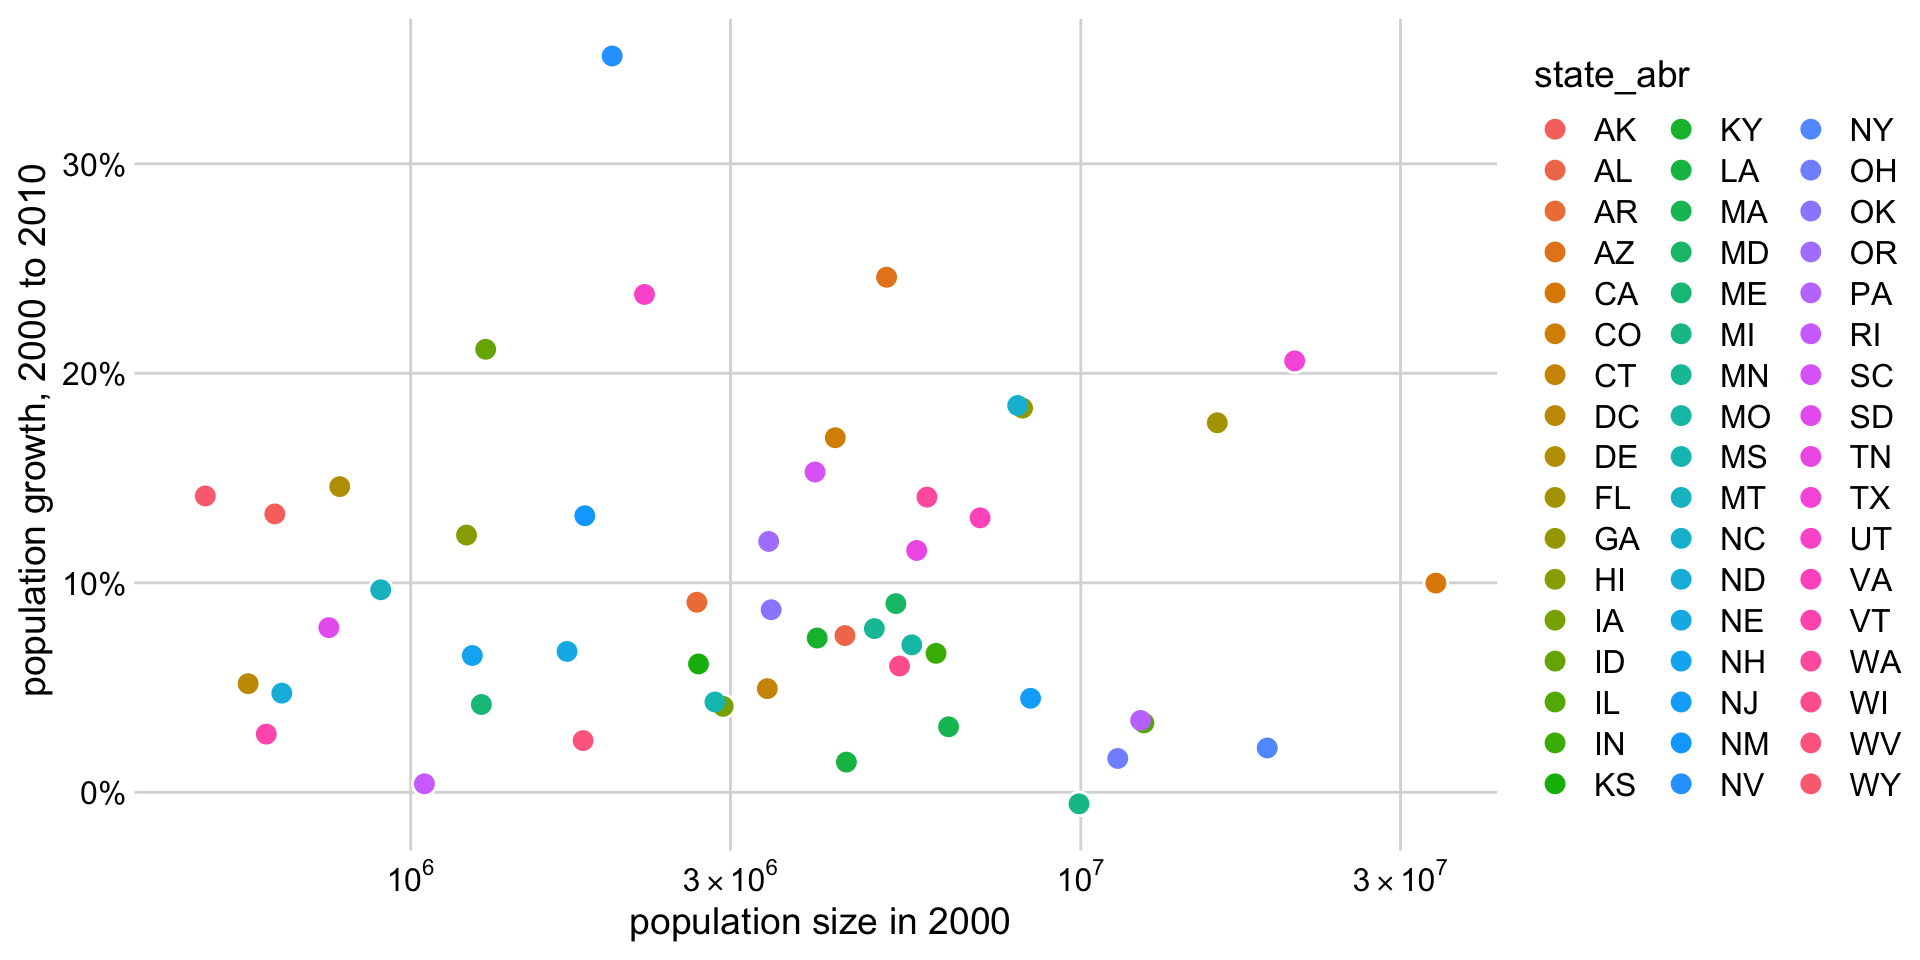 population growth, 2000 to 2010
30%
20%
10%
0%
10⁶
3×10⁶
10⁷
3×10⁷
population size in 2000
state_abr
AK
AL
AR
AZ
CA
CO
CT
DC
DE
FL
GA
HI
IA
ID
IL
IN
KS
KY
LA
MA
MD
ME
MI
MN
MO
MS
MT
NC
ND
NE
NH
NJ
NM
NV
NY
OH
OK
OR
PA
RI
SC
SD
TN
TX
UT
VA
VT
WA
WI
WV
WY